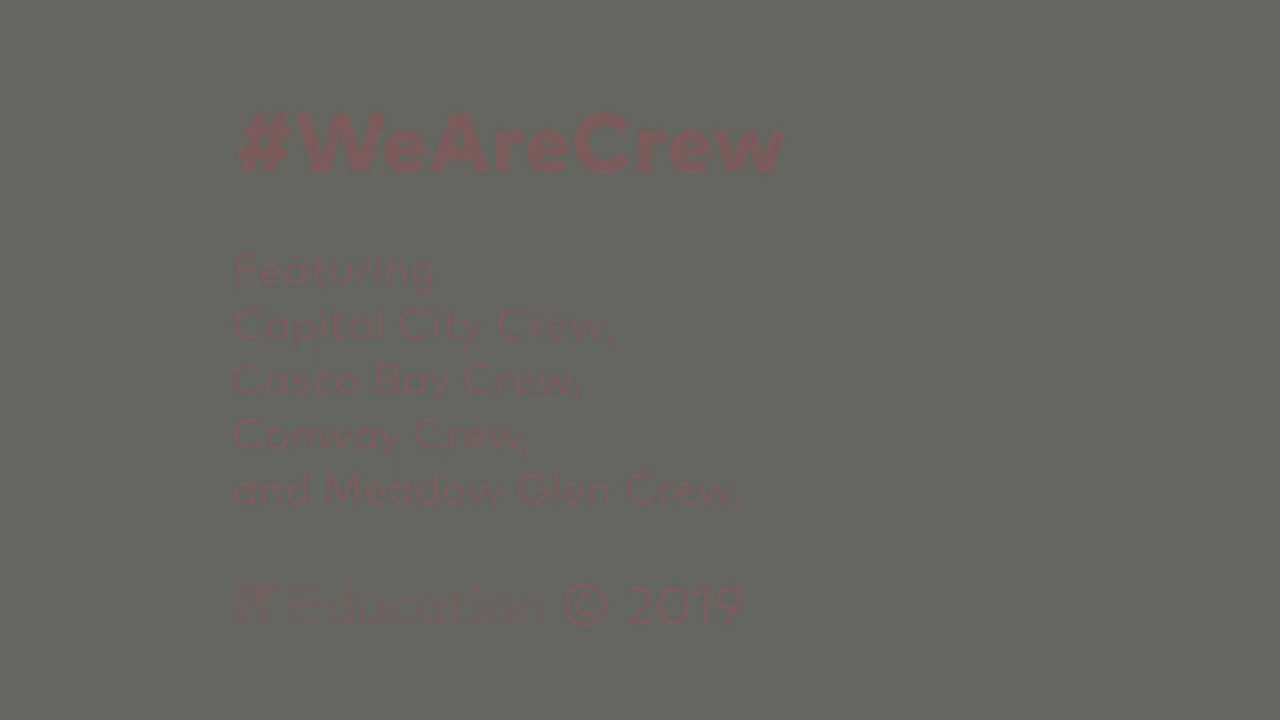 #WeAreCrew
Featuring
Capital City Crew,
Casco Bay Crew,
Conway Crew,
and Meadow Glen Crew.
Education © 2019